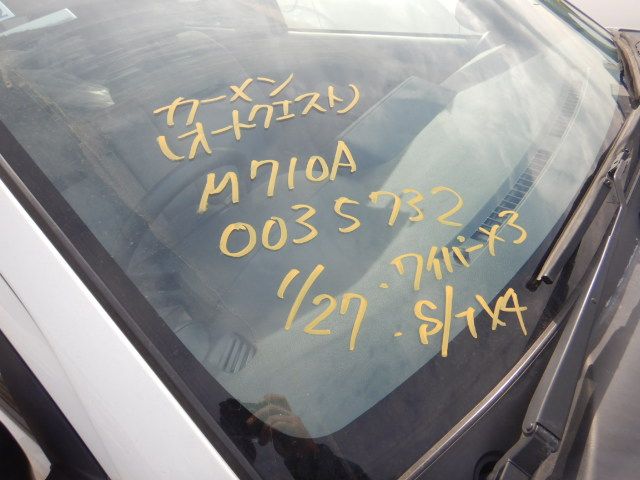 カーメン
(オートクエスト)
M710A
0035732
1/27 ・ワイパー×3
・S/T×4